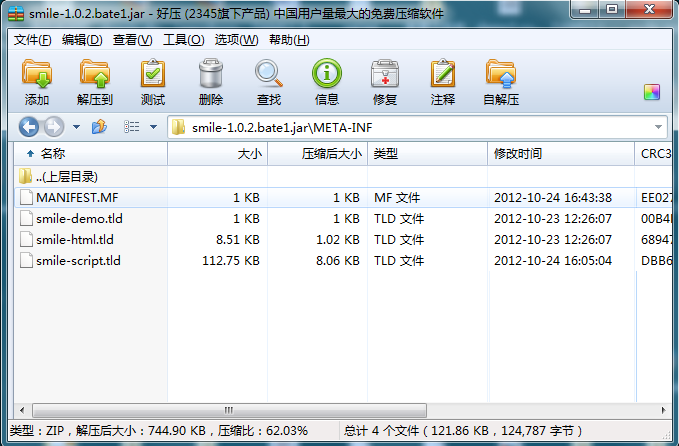 smile-1.0.2.bate1.jar - 好压 (2345旗下产品) 中国用户量最大的免费压缩软件
文件(F) 编辑(D) 查看(V) 工具(O) 选项(W) 帮助(H)
添加 解压到 测试 删除 查找 信息 修复 注释 自解压
smile-1.0.2.bate1.jar\META-INF
名称 大小 压缩后大小 类型 修改时间 CRC3
..(上层目录)
MANIFEST.MF 1 KB 1 KB MF 文件 2012-10-24 16:43:38 EE027
smile-demo.tld 1 KB 1 KB TLD 文件 2012-10-23 12:26:07 00B4
smile-html.tld 8.51 KB 1.02 KB TLD 文件 2012-10-23 12:26:07 68947
smile-script.tld 112.75 KB 8.06 KB TLD 文件 2012-10-24 16:05:04 DBB6
类型：ZIP，解压后大小：744.90 KB，压缩比：62.03% 总计 4 个文件（121.86 KB，124,787 字节）